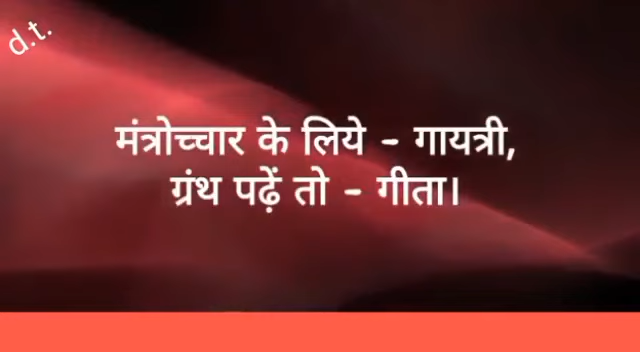 d.t.
मंत्रोच्चार के लिये - गायत्री,
ग्रंथ पढ़ें तो - गीता।